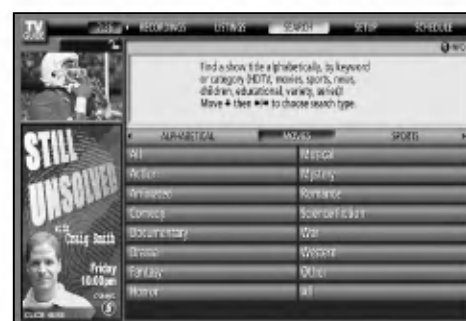 TV
GUIDE
RECORDINGS LISTINGS SEARCH SETUP SCHEDULE
INFO
Find a show title alphabetically, by keyword
or category (HDTV, movies, sports, news,
children, educational, variety, series)!
Move then to choose search type.
ALPHABETICAL MOVIES SPORTS
All Musical
Action Mystery
Animated Romance
Comedy Science Fiction
Documentary War
Drama Western
Fantasy Other
Horror All
STILL
UNSOLVED
with
Craig Smith
Friday
10:00pm
CLICK HERE